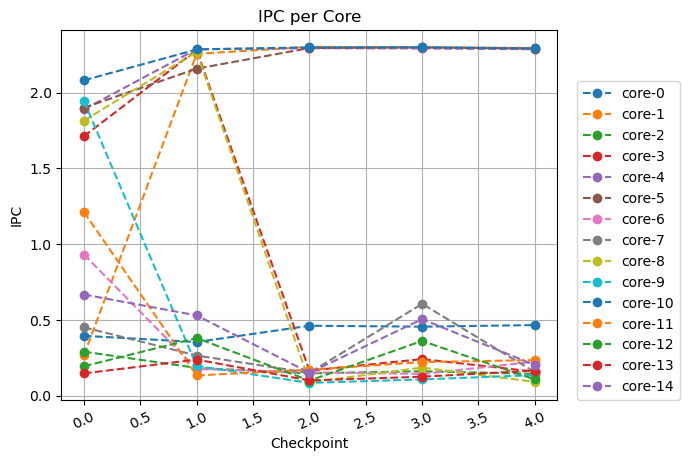 IPC per Core
IPC
2.0
1.5
1.0
0.5
0.0
0.0
0.5
1.0
1.5
2.0
2.5
3.0
3.5
4.0
Checkpoint
core-0
core-1
core-2
core-3
core-4
core-5
core-6
core-7
core-8
core-9
core-10
core-11
core-12
core-13
core-14